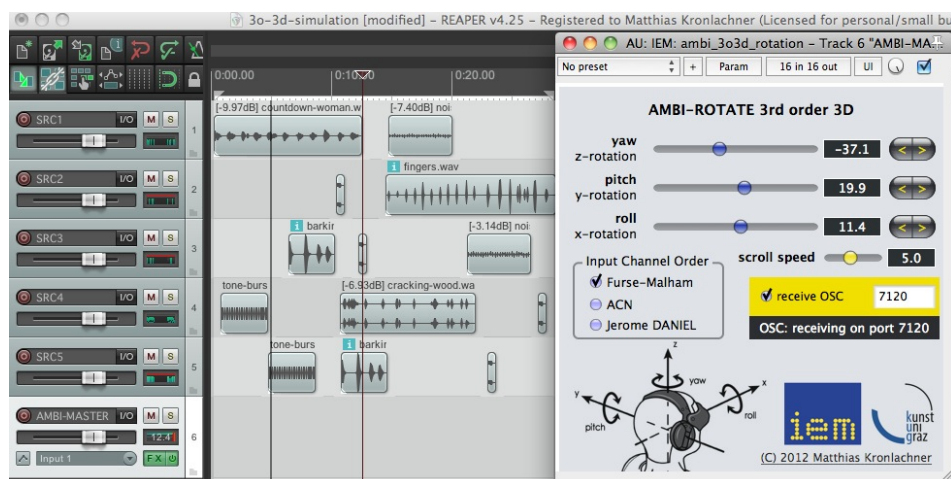 3o-3d-simulation [modified] – REAPER v4.25 – Registered to Matthias Kronlachner (Licensed for personal/small bu
AU: IEM: ambi_3o3d_rotation – Track 6 "AMBI-MA...
No preset + Param 16 in 16 out UI
0:00.00 0:10.00 0:20.00
SRC1 I/O M S 1
[-9.97dB] countdown-woman.w [-7.40dB] noi
SRC2 I/O M S 2
i fingers.wav
SRC3 I/O M S 3
i barkir [-3.14dB] noi
SRC4 I/O M S 4
tone-burs [-6.93dB] cracking-wood.wa
SRC5 I/O M S 5
tone-burs i barkir
AMBI-MASTER I/O M S 6
-12.4
Input 1 FX
AMBI-ROTATE 3rd order 3D
yaw
z-rotation -37.1 < >
pitch
y-rotation 19.9 < >
roll
x-rotation 11.4 < >
scroll speed 5.0
Input Channel Order
Furse-Malham
ACN
Jerome DANIEL
receive OSC 7120
OSC: receiving on port 7120
z
yaw
y
x
pitch
roll
iem
kunst
uni
graz
(C) 2012 Matthias Kronlachner